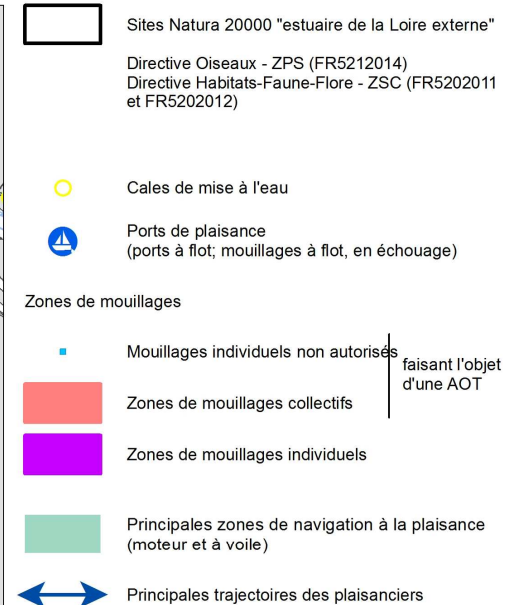 Sites Natura 20000 "estuaire de la Loire externe"
Directive Oiseaux - ZPS (FR5212014)
Directive Habitats-Faune-Flore - ZSC (FR5202011
et FR5202012)
Cales de mise à l'eau
Ports de plaisance
(ports à flot; mouillages à flot, en échouage)
Zones de mouillages
Mouillages individuels non autorisés
faisant l'objet
d'une AOT
Zones de mouillages collectifs
Zones de mouillages individuels
Principales zones de navigation à la plaisance
(moteur et à voile)
Principales trajectoires des plaisanciers